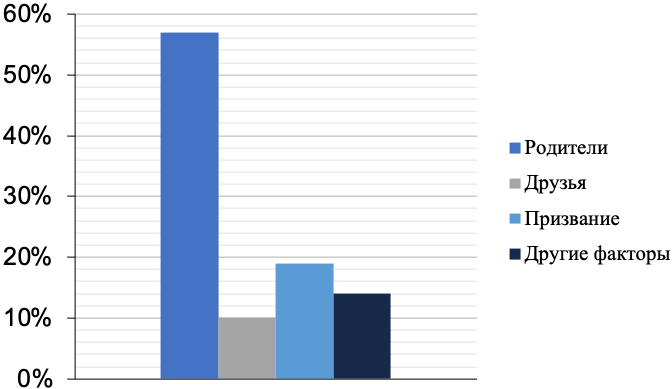 60%
50%
40%
30%
20%
10%
0%
Родители
Друзья
Призвание
Другие факторы